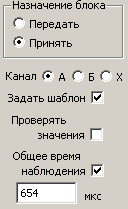 Назначение блока
Передать
Принять
Канал А Б Х
Задать шаблон
Проверять
значения
Общее время
наблюдения
654 мкс